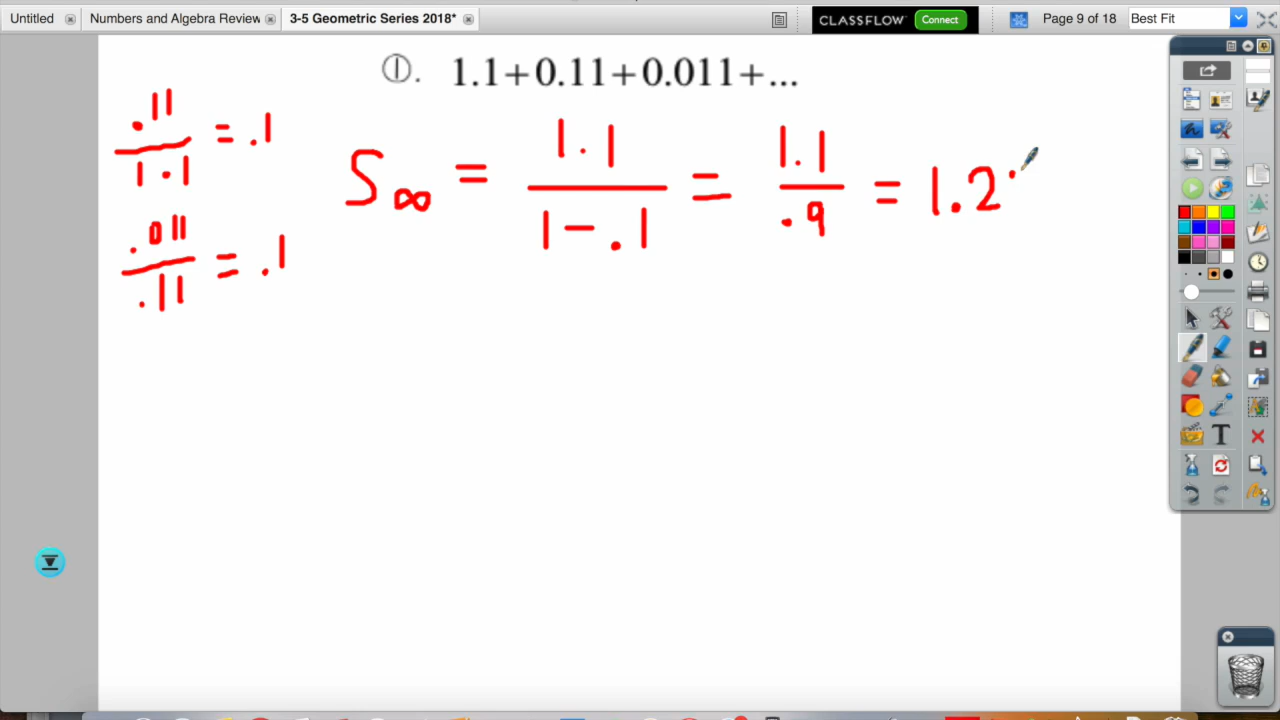 Untitled
Numbers and Algebra Review
3-5 Geometric Series 2018*
CLASSFLOW Connect
Page 9 of 18
Best Fit
①. 1.1+0.11+0.011+...
.11/1.1 = .1
S∞ = 1.1/1-.1 = 1.1/.9 = 1.2
.011/.11 = .1
T